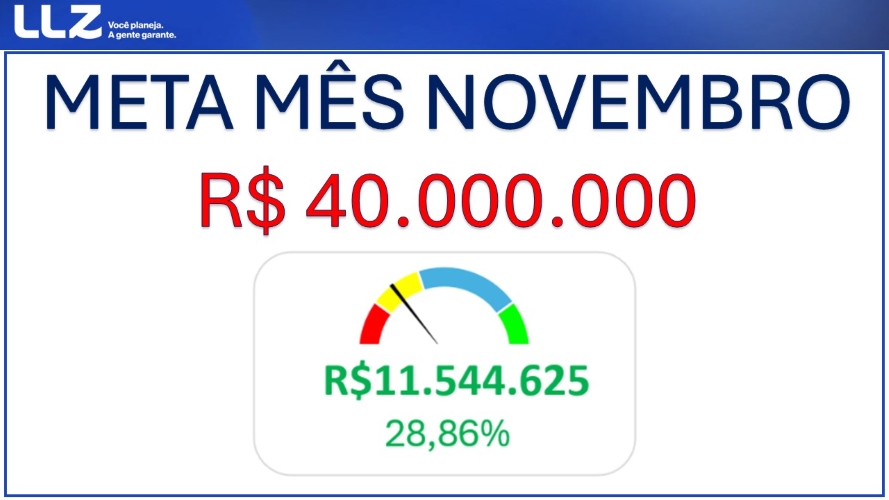 LLZ
Você planeja.
A gente garante.
META MÊS NOVEMBRO
R$ 40.000.000
R$11.544.625
28,86%